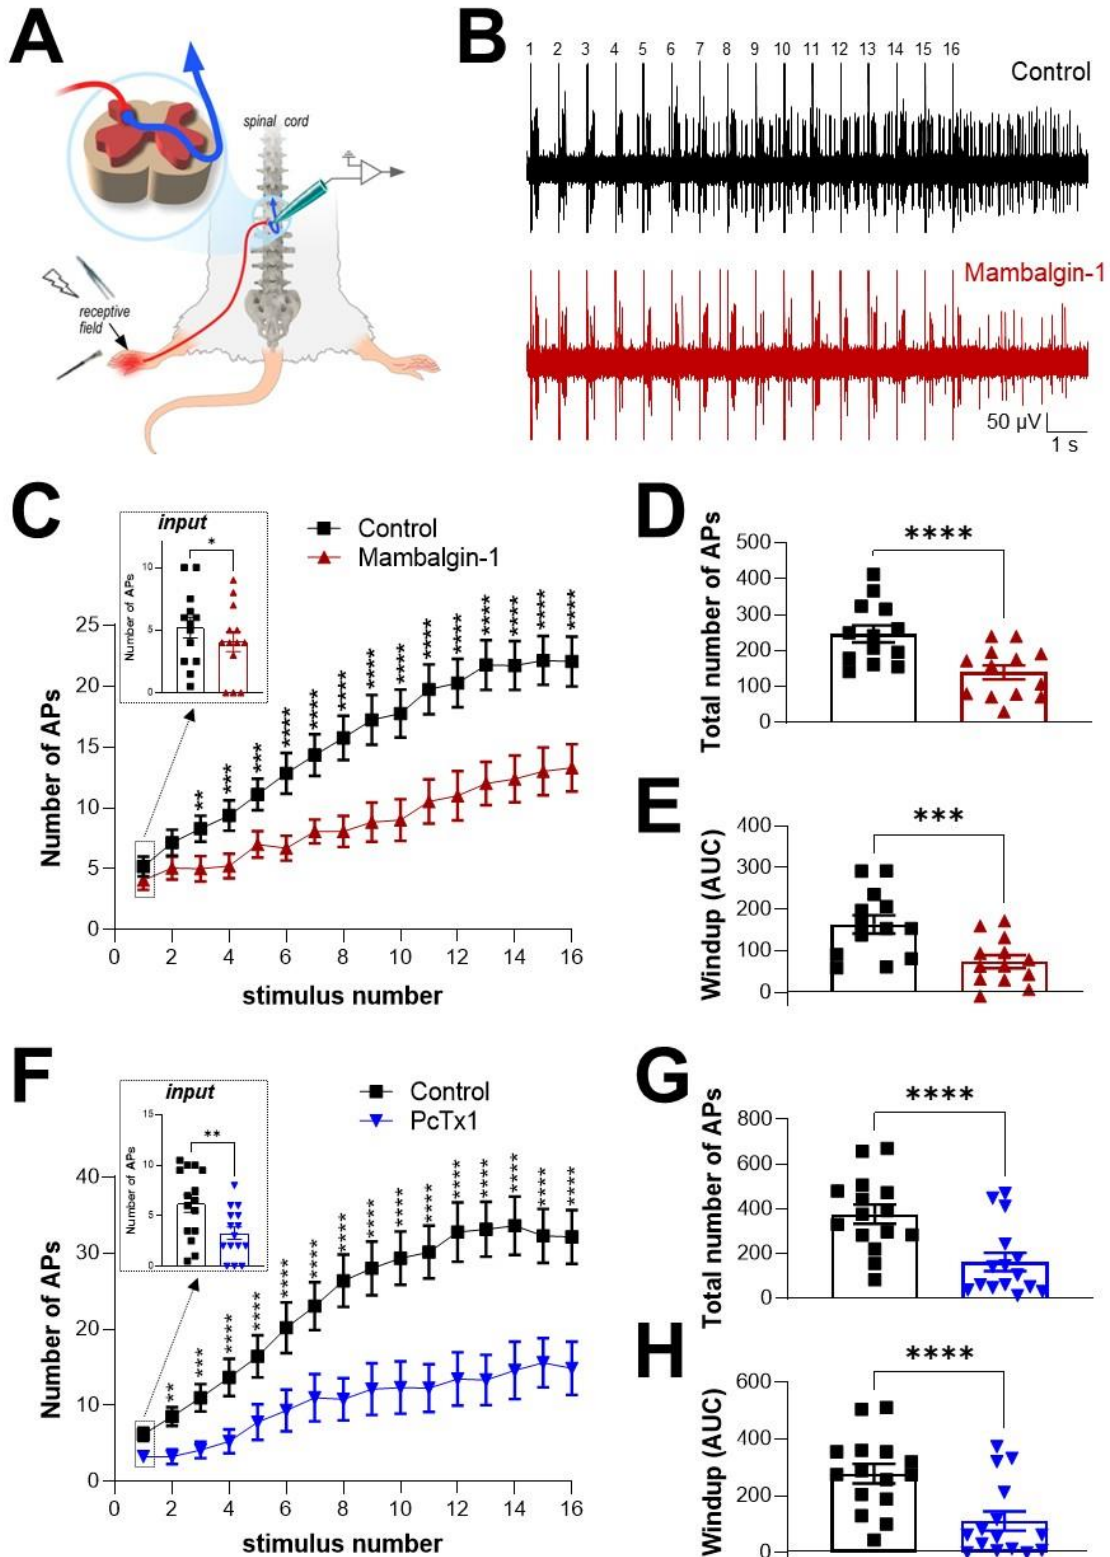 A
spinal cord
receptive
field
B
1 2 3 4 5 6 7 8 9 10 11 12 13 14 15 16
Control
Mambalgin-1
50 µV
1 s
C
input
*
Number of APs
10
5
0
Control
Mambalgin-1
** *** *** **** **** **** **** **** **** **** **** **** **** ****
Number of APs
25
20
15
10
5
0
0 2 4 6 8 10 12 14 16
stimulus number
D
****
Total number of APs
500
400
300
200
100
0
E
***
Windup (AUC)
400
300
200
100
0
F
input
**
Number of APs
15
10
5
0
Control
PcTx1
** *** **** **** **** **** **** **** **** **** **** **** **** **** ****
Number of APs
40
30
20
10
0
0 2 4 6 8 10 12 14 16
stimulus number
G
****
Total number of APs
800
600
400
200
0
H
****
Windup (AUC)
600
400
200
0